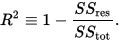 R² ≡ 1 − SS_res / SS_tot.